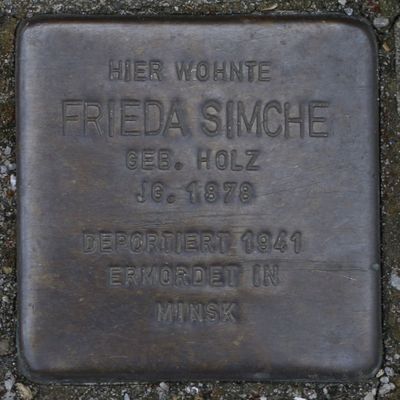 HIER WOHNTE
FRIEDA SIMCHE
GEB. HOLZ
JG. 1878
DEPORTIERT 1941
ERMORDET IN
MINSK